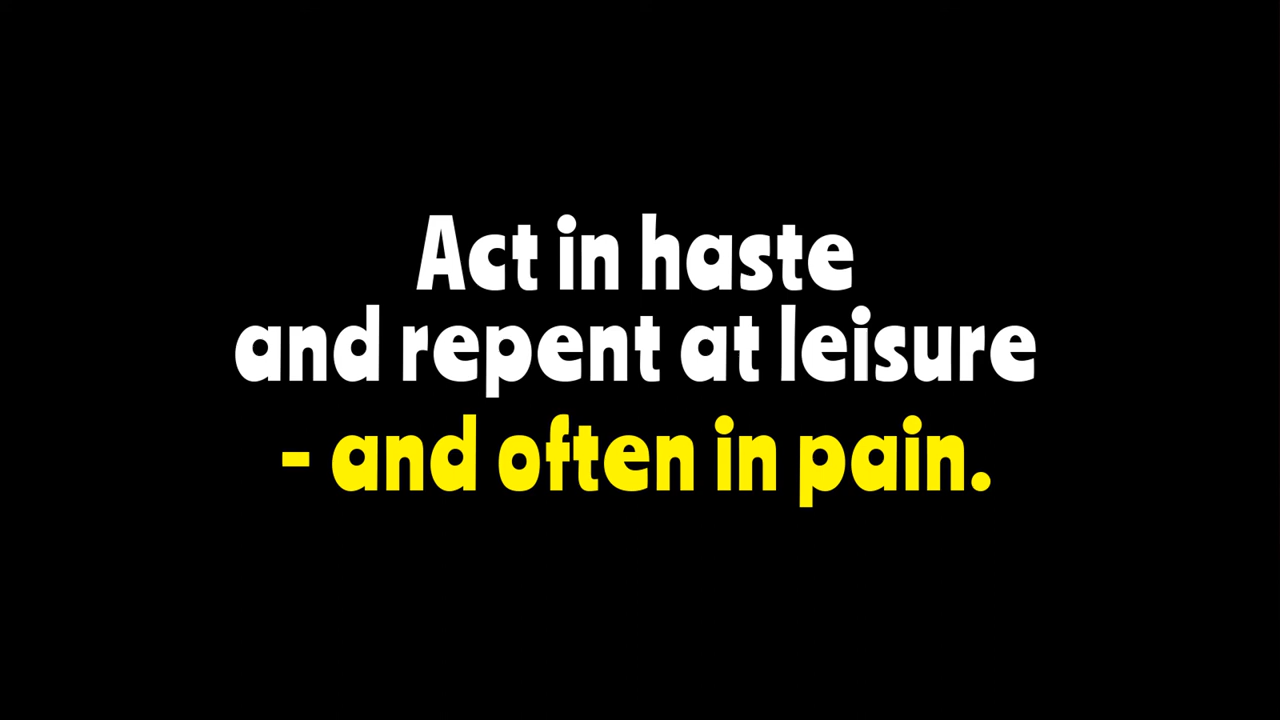 Act in haste
and repent at leisure
- and often in pain.